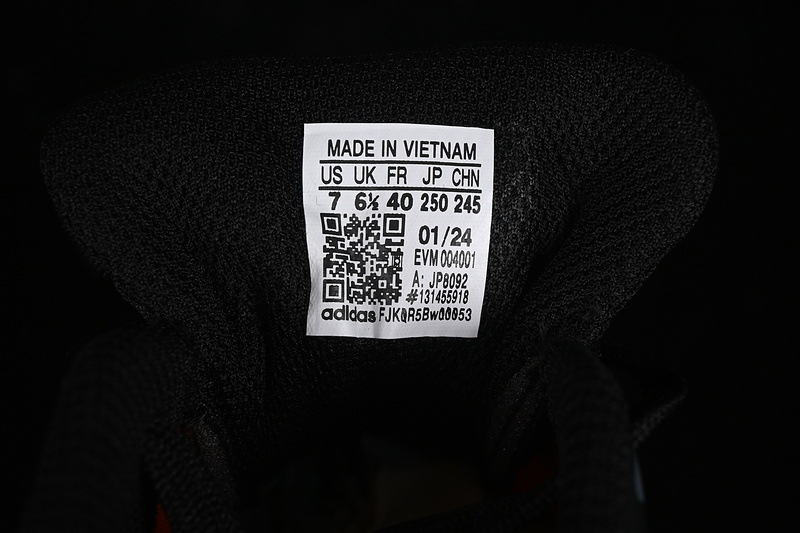 MADE IN VIETNAM
US UK FR JP CHN
7 6½ 40 250 245
01/24
EVM 004001
A: JP8092
#131455918
adidas FJKQR5Bw00053